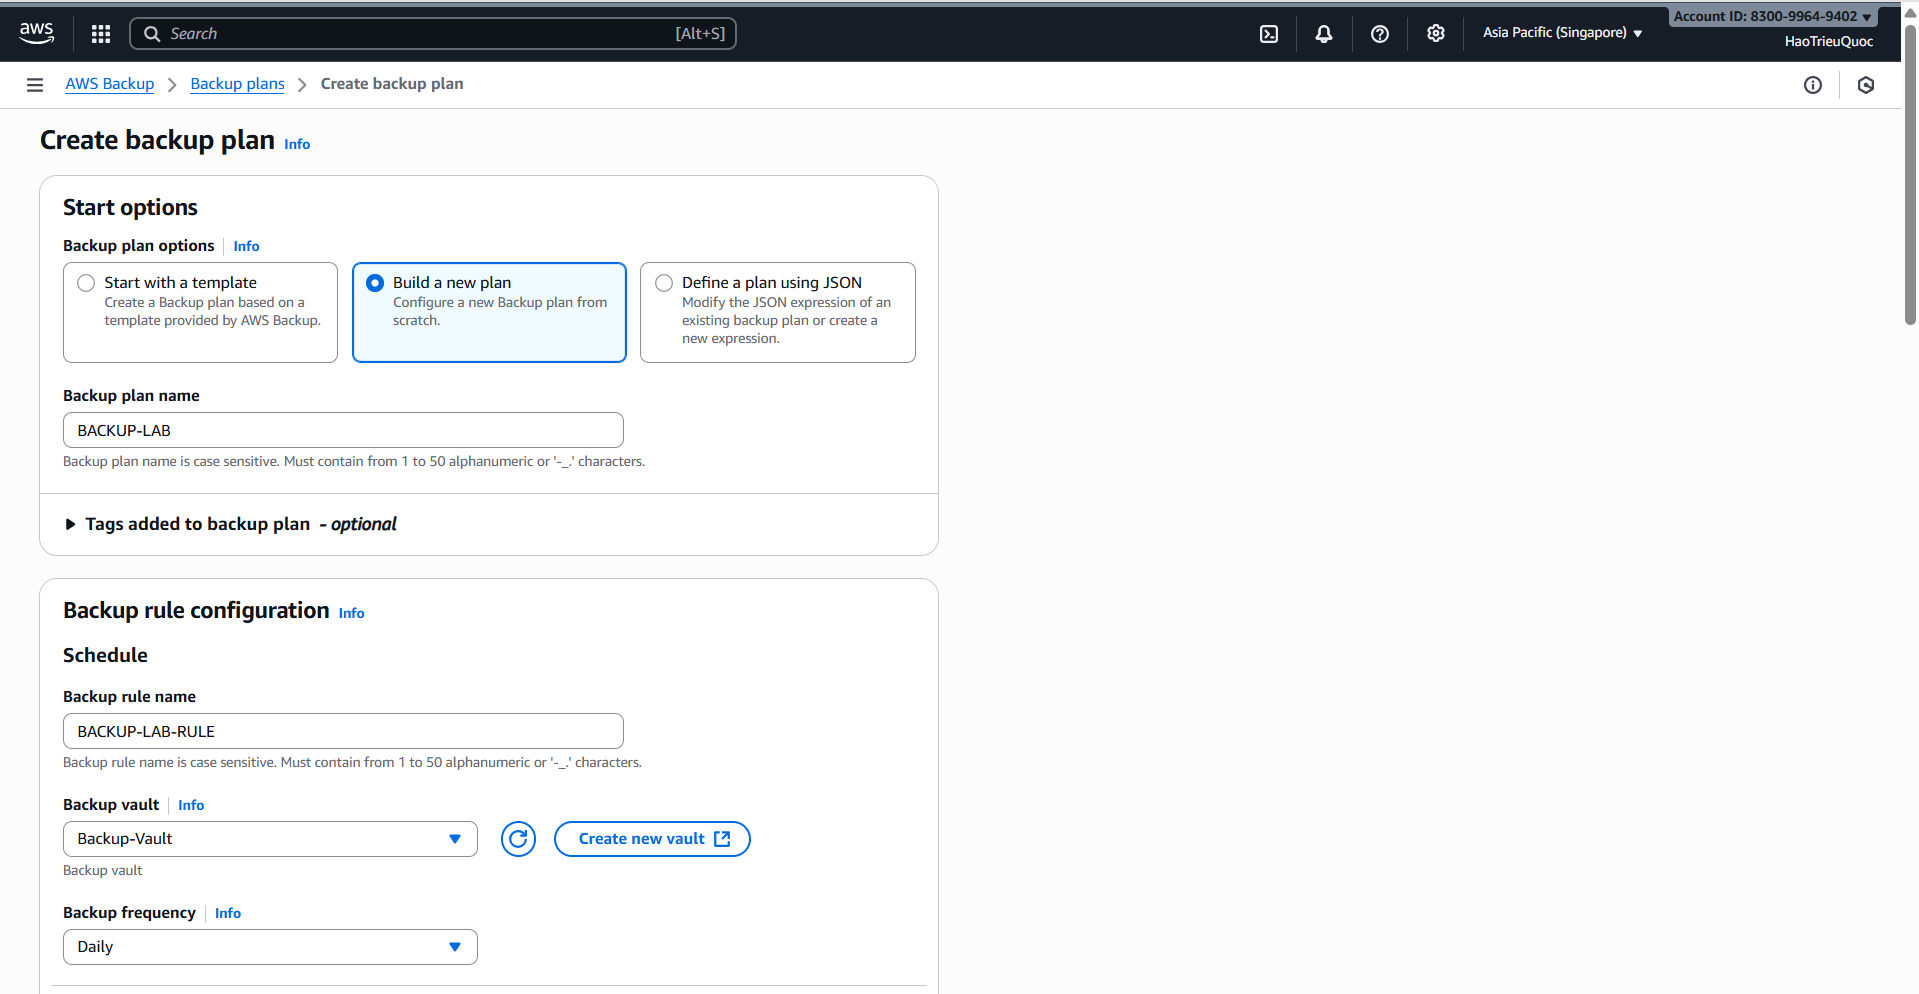 aws
Search [Alt+S]
Asia Pacific (Singapore)
Account ID: 8300-9964-9402
HaoTrieuQuoc
AWS Backup > Backup plans > Create backup plan
Create backup plan Info
Start options
Backup plan options Info
Start with a template
Create a Backup plan based on a
template provided by AWS Backup.
Build a new plan
Configure a new Backup plan from
scratch.
Define a plan using JSON
Modify the JSON expression of an
existing backup plan or create a
new expression.
Backup plan name
BACKUP-LAB
Backup plan name is case sensitive. Must contain from 1 to 50 alphanumeric or '-_.' characters.
Tags added to backup plan - optional
Backup rule configuration Info
Schedule
Backup rule name
BACKUP-LAB-RULE
Backup rule name is case sensitive. Must contain from 1 to 50 alphanumeric or '-_.' characters.
Backup vault Info
Backup-Vault
Create new vault
Backup vault
Backup frequency Info
Daily